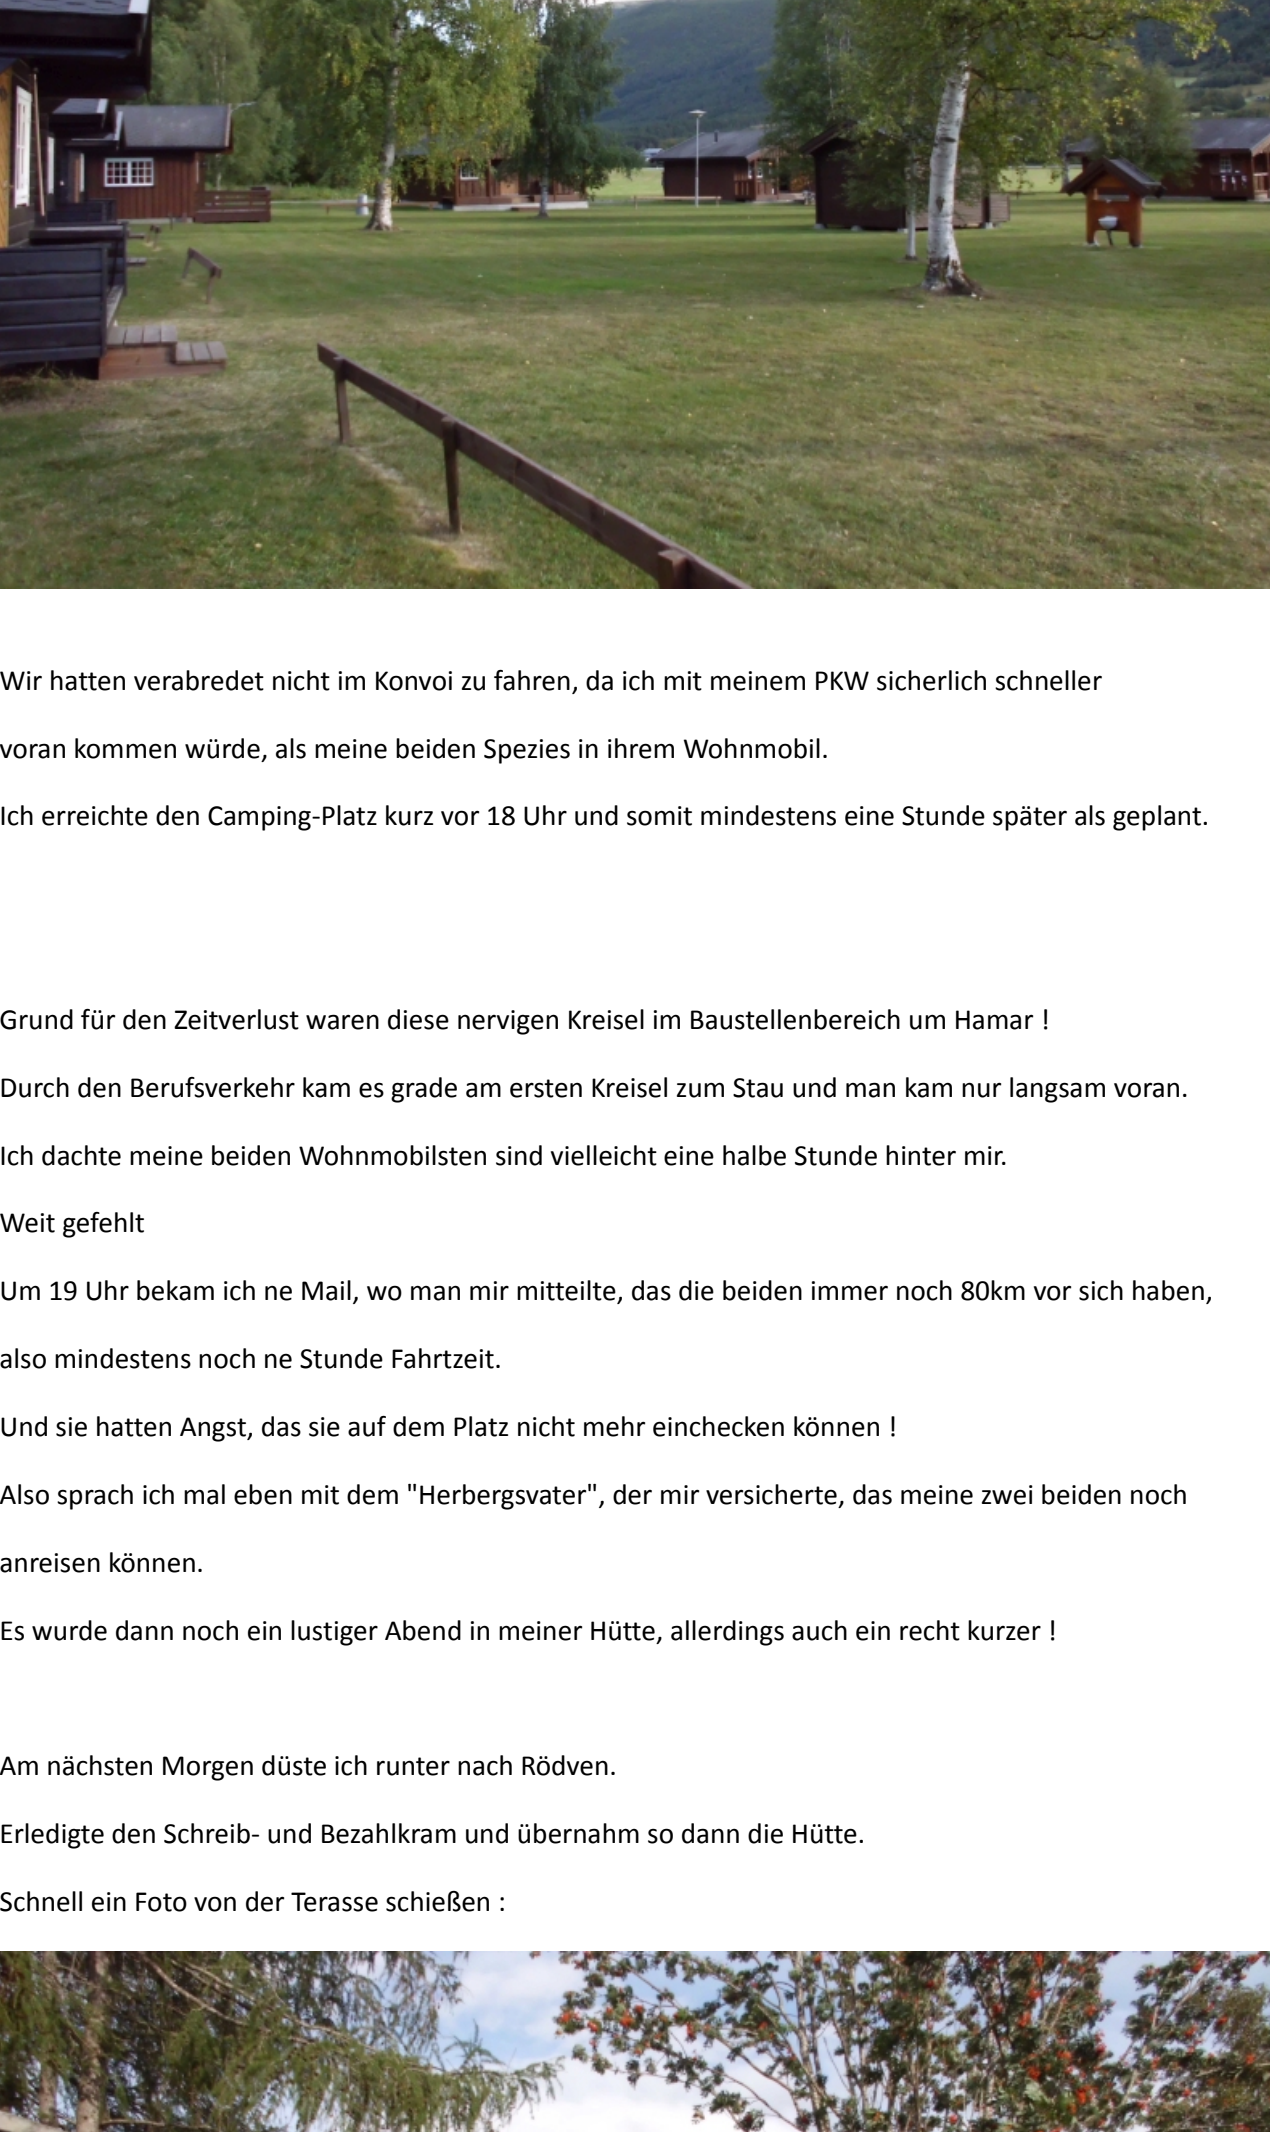 Wir hatten verabredet nicht im Konvoi zu fahren, da ich mit meinem PKW sicherlich schneller
voran kommen würde, als meine beiden Spezies in ihrem Wohnmobil.
Ich erreichte den Camping-Platz kurz vor 18 Uhr und somit mindestens eine Stunde später als geplant.
Grund für den Zeitverlust waren diese nervigen Kreisel im Baustellenbereich um Hamar !
Durch den Berufsverkehr kam es grade am ersten Kreisel zum Stau und man kam nur langsam voran.
Ich dachte meine beiden Wohnmobilsten sind vielleicht eine halbe Stunde hinter mir.
Weit gefehlt
Um 19 Uhr bekam ich ne Mail, wo man mir mitteilte, das die beiden immer noch 80km vor sich haben,
also mindestens noch ne Stunde Fahrtzeit.
Und sie hatten Angst, das sie auf dem Platz nicht mehr einchecken können !
Also sprach ich mal eben mit dem "Herbergsvater", der mir versicherte, das meine zwei beiden noch
anreisen können.
Es wurde dann noch ein lustiger Abend in meiner Hütte, allerdings auch ein recht kurzer !
Am nächsten Morgen düste ich runter nach Rödven.
Erledigte den Schreib- und Bezahlkram und übernahm so dann die Hütte.
Schnell ein Foto von der Terasse schießen :